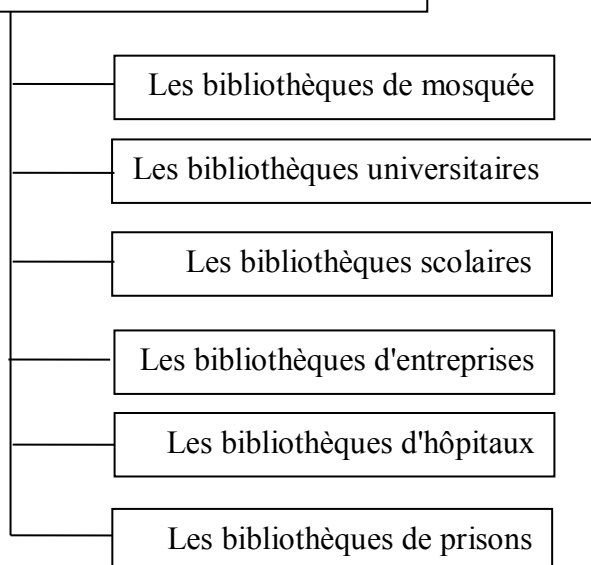 Les bibliothèques de mosquée
Les bibliothèques universitaires
Les bibliothèques scolaires
Les bibliothèques d'entreprises
Les bibliothèques d'hôpitaux
Les bibliothèques de prisons